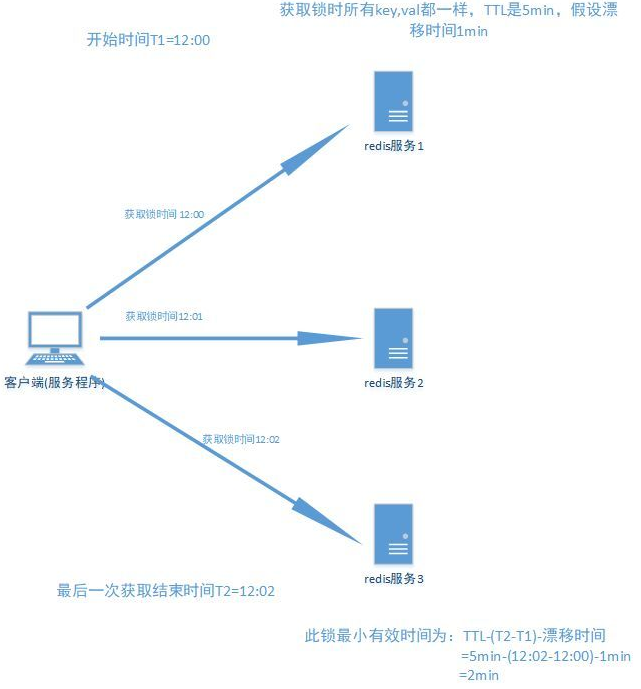 获取锁时所有key,val都一样，TTL是5min，假设漂
移时间1min
开始时间T1=12:00
redis服务1
获取锁时间 12:00
获取锁时间12:01
客户端(服务程序)
redis服务2
获取锁时间12:02
redis服务3
最后一次获取结束时间T2=12:02
此锁最小有效时间为：TTL-(T2-T1)-漂移时间
=5min-(12:02-12:00)-1min
=2min